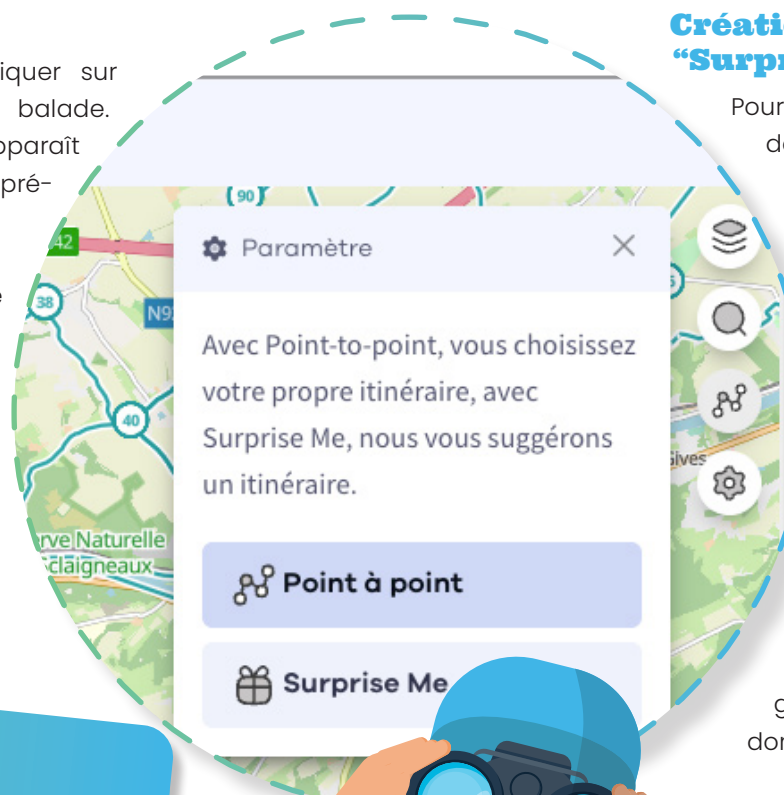 iquer sur
balade.
pparaît
pré-
e
Créati
“Surpr
Pour
d
90
42
38
N9
40
Paramètre
Avec Point-to-point, vous choisissez
votre propre itinéraire, avec
Surprise Me, nous vous suggérons
un itinéraire.
Point à point
Surprise Me
Gives
rve Naturelle
Sclaigneaux
g
don